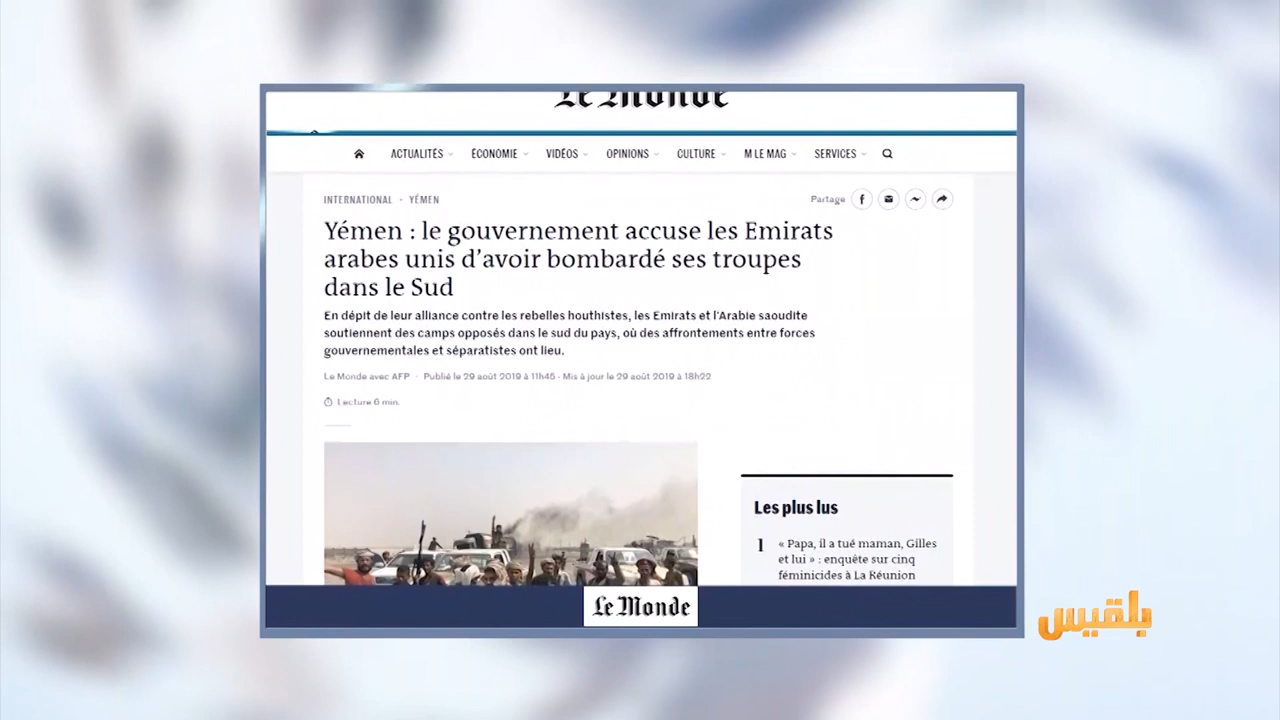 Le Monde
ACTUALITÉS ÉCONOMIE VIDÉOS OPINIONS CULTURE M LE MAG SERVICES
INTERNATIONAL • YÉMEN
Partage
Yémen : le gouvernement accuse les Emirats
arabes unis d’avoir bombardé ses troupes
dans le Sud
En dépit de leur alliance contre les rebelles houthistes, les Emirats et l’Arabie saoudite
soutiennent des camps opposés dans le sud du pays, où des affrontements entre forces
gouvernementales et séparatistes ont lieu.
Le Monde avec AFP · Publié le 29 août 2019 à 11h45 - Mis à jour le 29 août 2019 à 18h22
Lecture 6 min.
Les plus lus
1 « Papa, il a tué maman, Gilles
et lui » : enquête sur cinq
féminicides à La Réunion
Le Monde
بلقيس